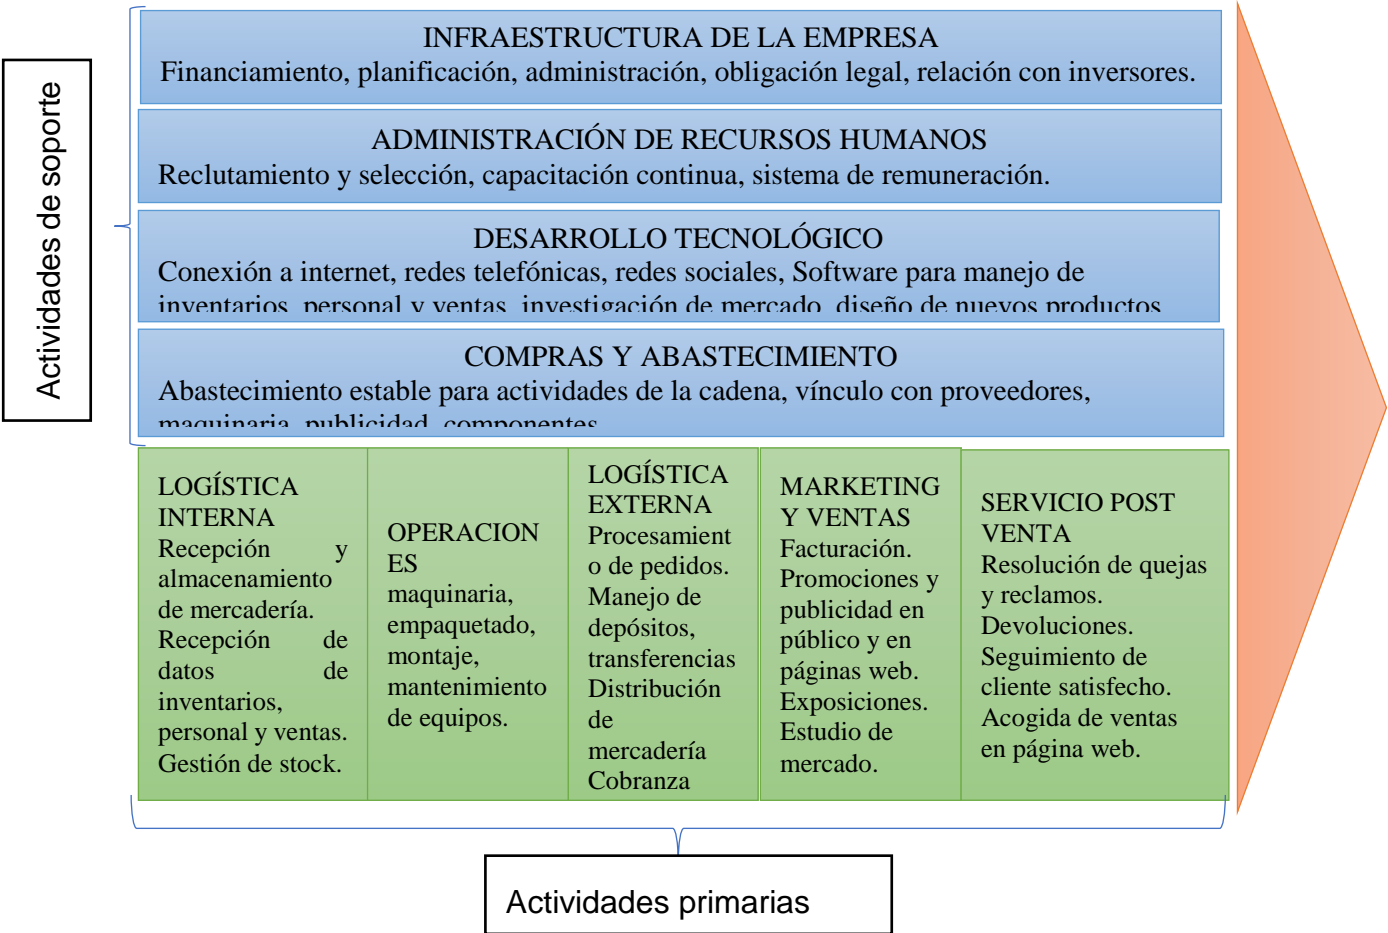 Actividades de soporte
INFRAESTRUCTURA DE LA EMPRESA
Financiamiento, planificación, administración, obligación legal, relación con inversores.
ADMINISTRACIÓN DE RECURSOS HUMANOS
Reclutamiento y selección, capacitación continua, sistema de remuneración.
DESARROLLO TECNOLÓGICO
Conexión a internet, redes telefónicas, redes sociales, Software para manejo de
inventarios, personal y ventas, investigación de mercado, diseño de nuevos productos
COMPRAS Y ABASTECIMIENTO
Abastecimiento estable para actividades de la cadena, vínculo con proveedores,
maquinaria, publicidad, componentes
LOGÍSTICA
INTERNA
Recepción y
almacenamiento
de mercadería.
Recepción de
datos de
inventarios,
personal y ventas.
Gestión de stock.
OPERACION
ES
maquinaria,
empaquetado,
montaje,
mantenimiento
de equipos.
LOGÍSTICA
EXTERNA
Procesamient
o de pedidos.
Manejo de
depósitos,
transferencias
Distribución
de
mercadería
Cobranza
MARKETING
Y VENTAS
Facturación.
Promociones y
publicidad en
público y en
páginas web.
Exposiciones.
Estudio de
mercado.
SERVICIO POST
VENTA
Resolución de quejas
y reclamos.
Devoluciones.
Seguimiento de
cliente satisfecho.
Acogida de ventas
en página web.
Actividades primarias